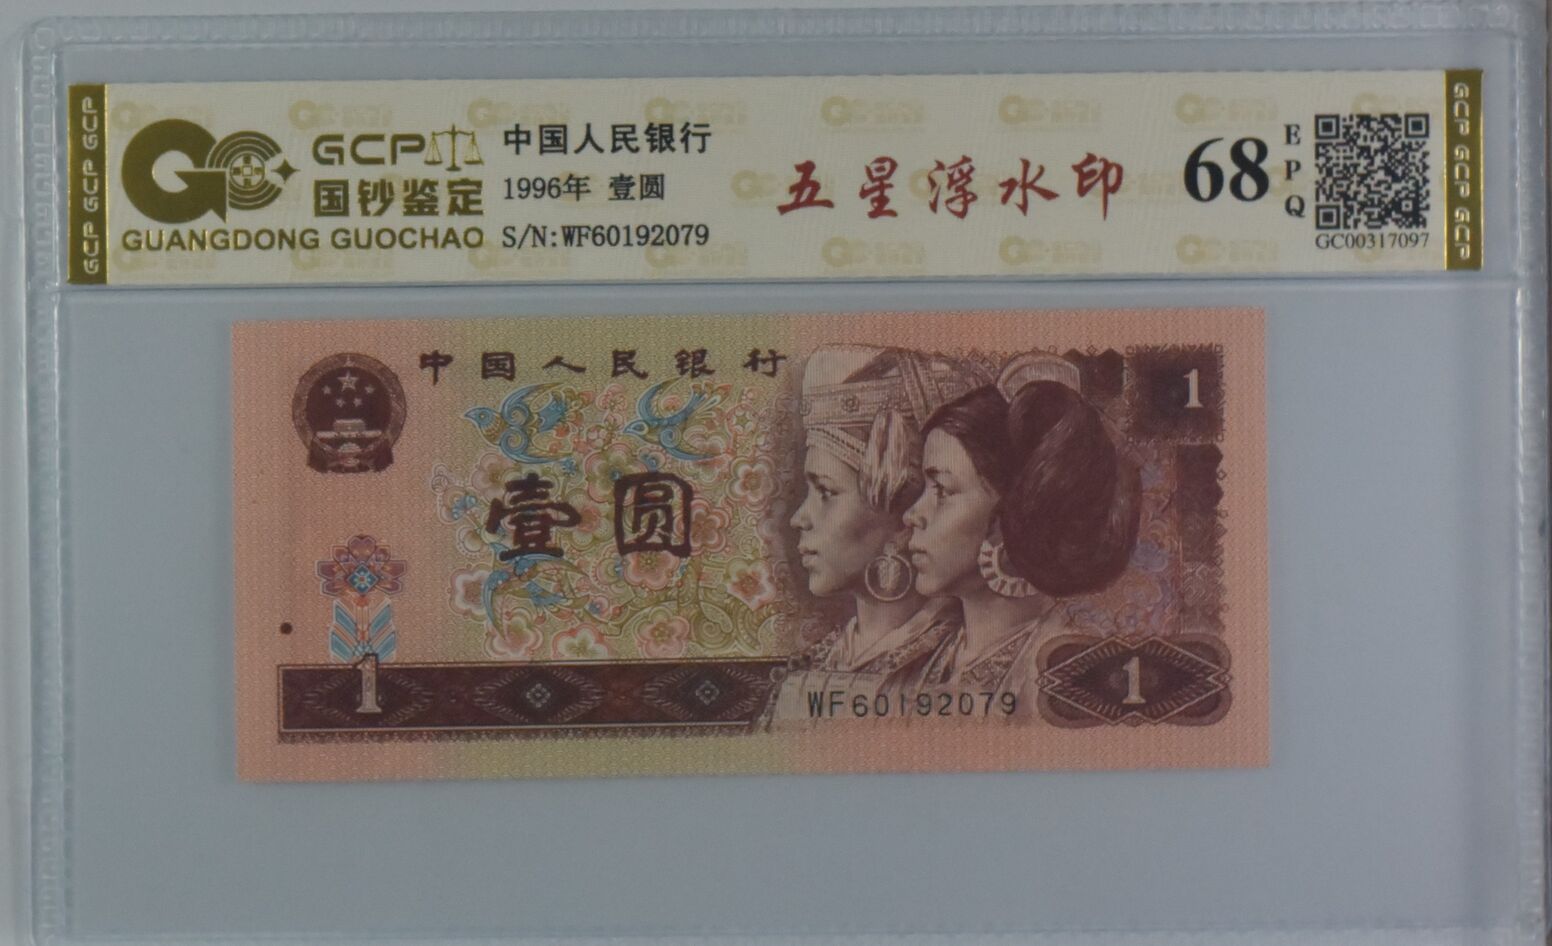 GCP GCP GCP
GCP
国钞鉴定
GUANGDONG GUOCHAO
中国人民银行
1996年 壹圆
S/N:WF60192079
五星浮水印
68
EPQ
GC00317097
GCP GCP GCP
中国人民银行
1
壹圆
1
WF60192079
1